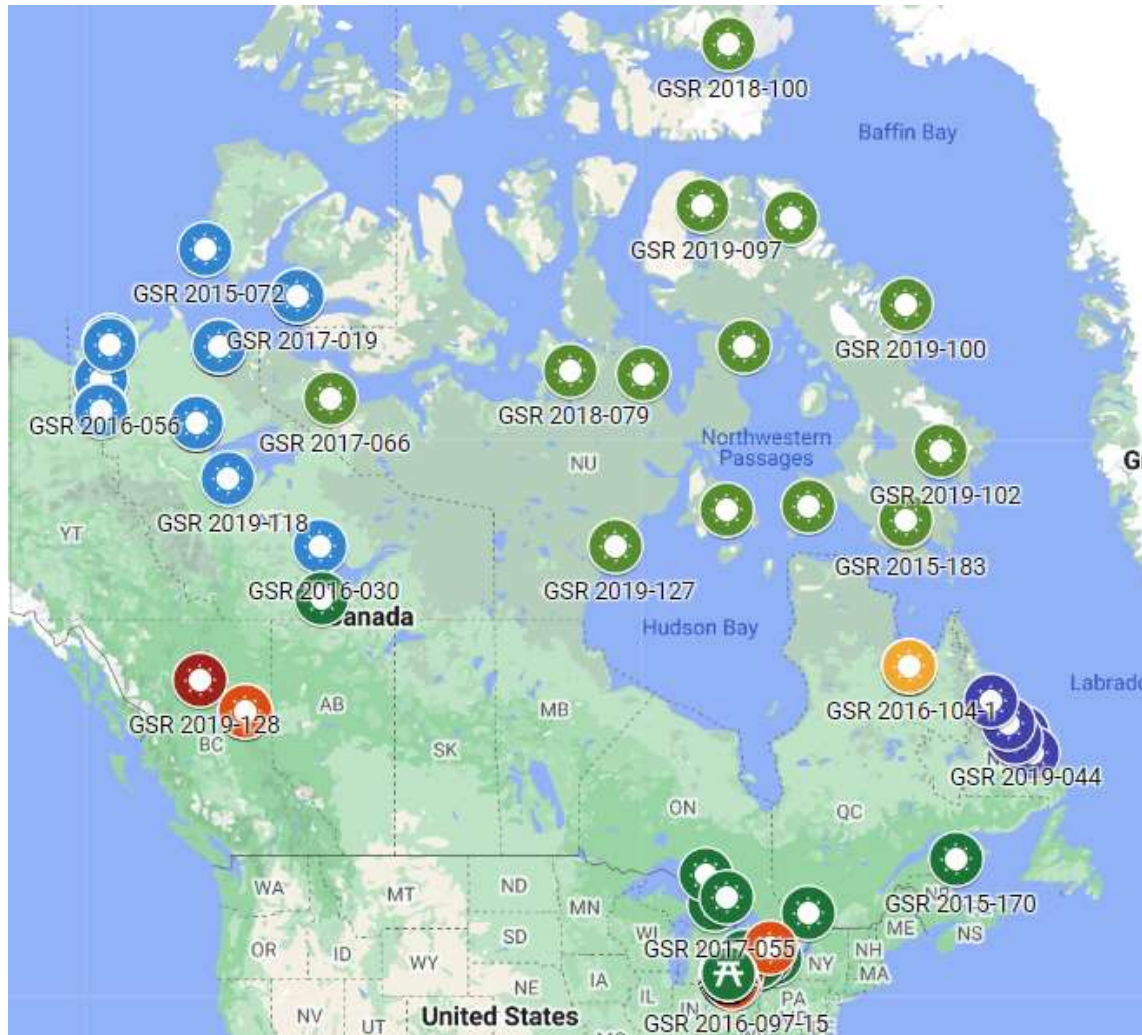 GSR 2018-100
Baffin Bay
GSR 2019-097
GSR 2015-072
GSR 2017-019
GSR 2019-100
GSR 2018-079
GSR 2016-056
GSR 2017-066
Northwestern
Passages
NU
G
GSR 2019-102
GSR 2019-118
YT
GSR 2015-183
GSR 2016-030
GSR 2019-127
Canada
Hudson Bay
Labrado
AB
MB
GSR 2016-104-1
GSR 2019-128
BC
SK
GSR 2019-044
ON
QC
WA
MT
ND
MN
GSR 2015-170
ME
NS
OR
ID
SD
WI
GSR 2017-055
NH
NY
MA
WY
NE
IA
IL
IN
PA
NV
UT
United States
GSR 2016-097-15